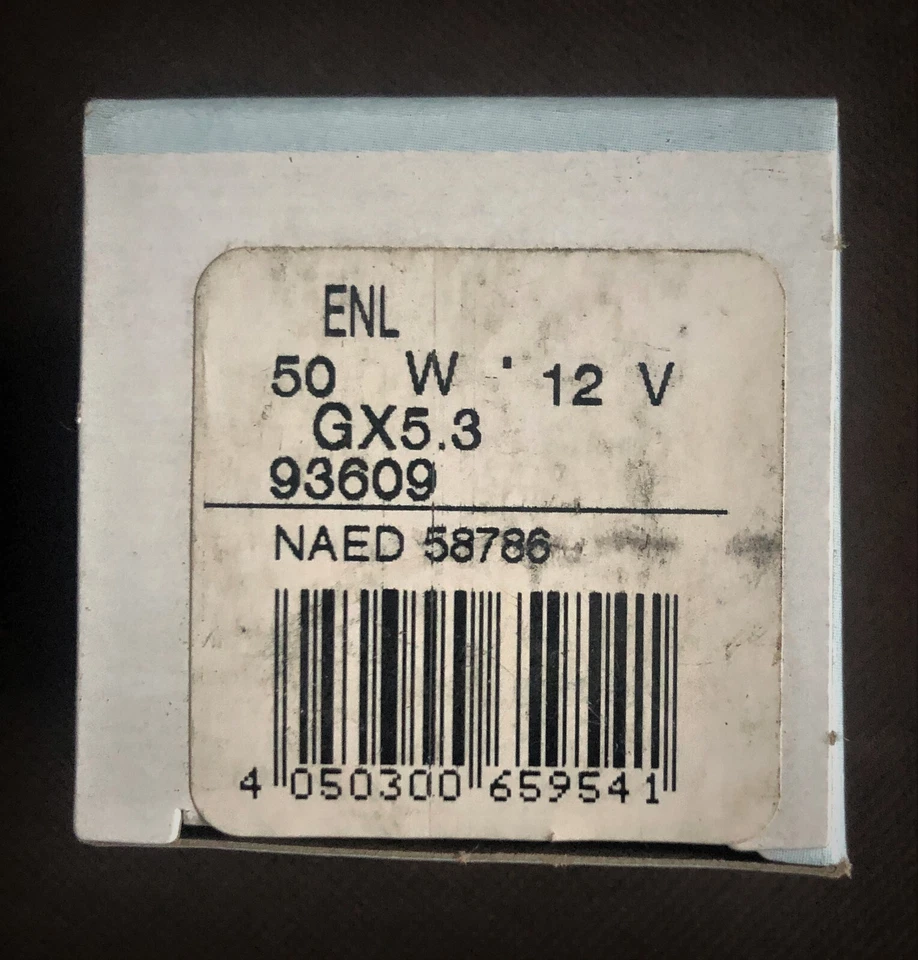 ENL
50 W · 12 V
GX5.3
93609
NAED 58786
4 050300 659541